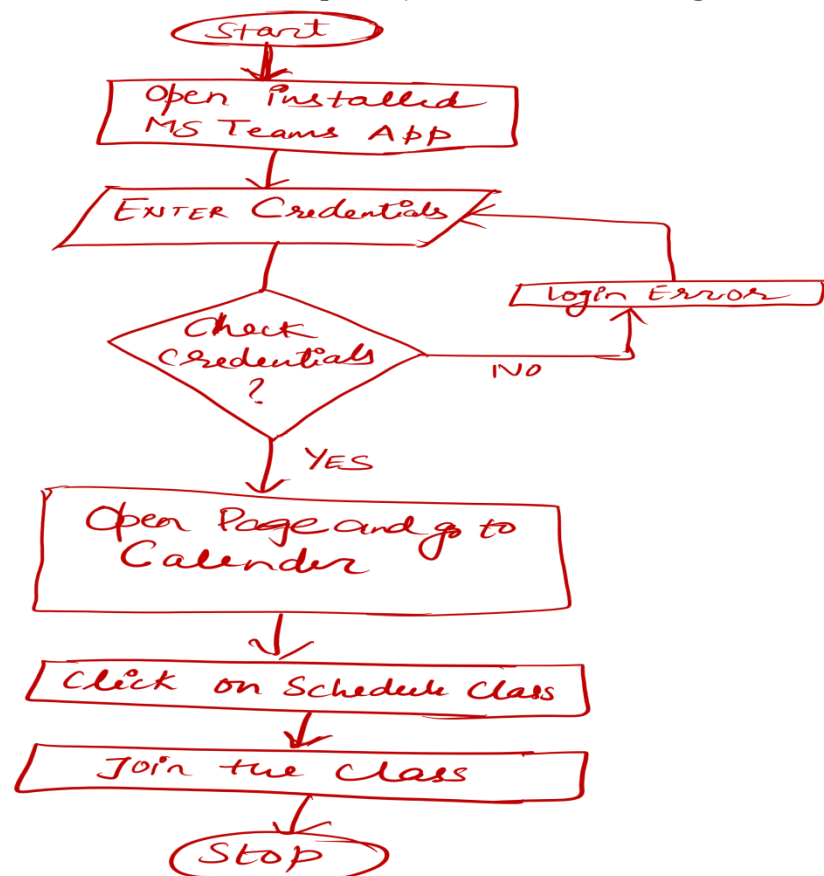 Start
Open installed
MS Teams App
ENTER Credentials
Login Error
Check
credentials
?
NO
YES
Open Page and go to
Calender
Click on Schedule Class
Join the Class
Stop